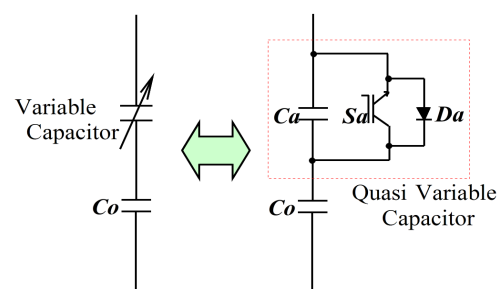 Variable
Capacitor
Co
Ca
Sa
Da
Quasi Variable
Capacitor
Co